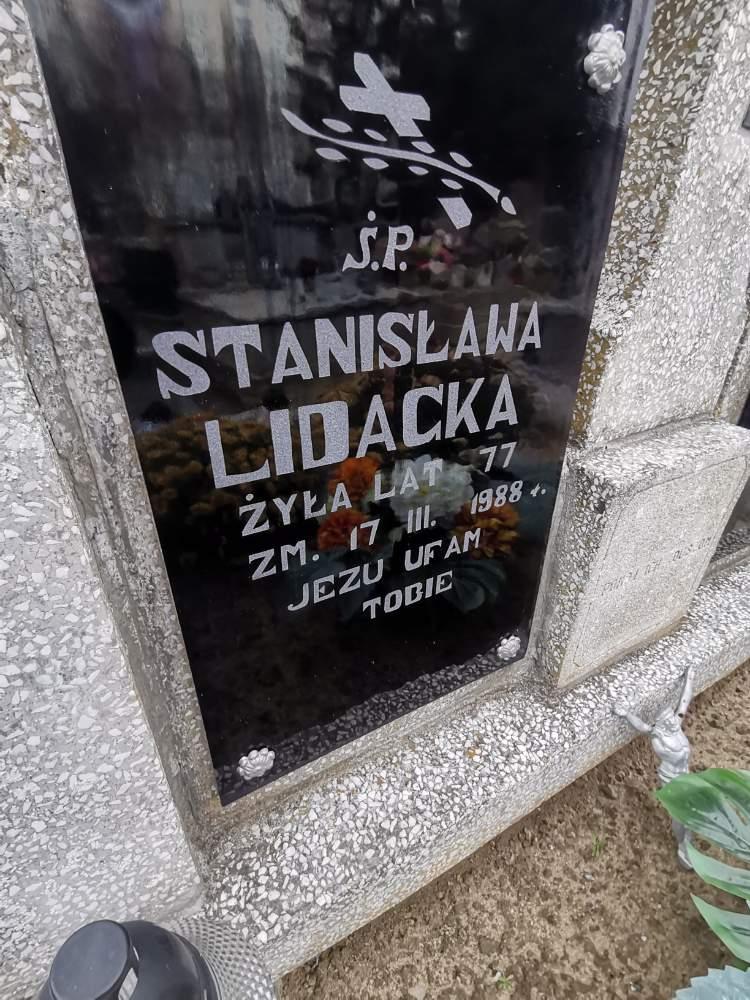 Ś.P.
STANISŁAWA
LIDACKA
ŻYŁA LAT 77
ZM. 17 III. 1988 r.
JEZU UFAM
TOBIE